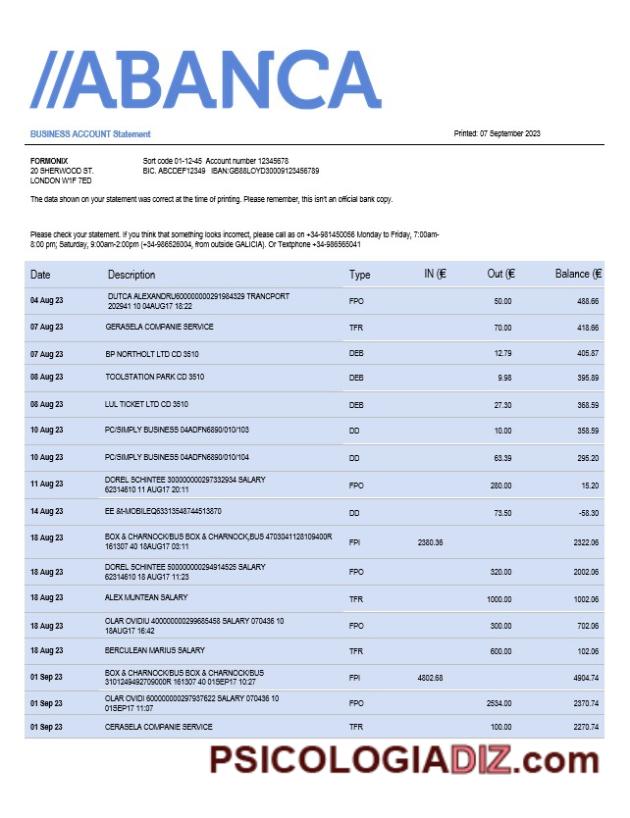 //ABANCA
BUSINESS ACCOUNT Statement
Printed: 07 September 2023
FORMONIX
20 SHERWOOD ST.
LONDON W1F 7ED
Sort code 01-12-45 Account number 12345678
BIC. ABCDEF12349 IBAN:GB88LOYD30009123456789
The data shown on your statement was correct at the time of printing. Please remember, this isn't an official bank copy.
Please check your statement. If you think that something looks incorrect, please call as on +34-981450056 Monday to Friday, 7:00am-
8:00 pm; Saturday, 9:00am-2:00pm (+34-986526004, from outside GALICIA). Or Textphone +34-986565041
Date Description Type IN (€ Out (€ Balance (€
04 Aug 23 DUTCA ALEXANDRU600000000291984329 TRANCPORT
202941 10 04AUG17 18:22 FPO 50.00 488.66
07 Aug 23 GERASELA COMPANIE SERVICE TFR 70.00 418.66
07 Aug 23 BP NORTHOLT LTD CD 3510 DEB 12.79 405.87
08 Aug 23 TOOLSTATION PARK CD 3510 DEB 9.98 395.89
08 Aug 23 LUL TICKET LTD CD 3510 DEB 27.30 368.59
10 Aug 23 PC/SIMPLY BUSINESS 04ADFN6890/010/103 DD 10.00 358.59
10 Aug 23 PC/SIMPLY BUSINESS 04ADFN6890/010/104 DD 63.39 295.20
11 Aug 23 DOREL SCHINTEE 300000000297332934 SALARY
62314610 11 AUG17 20:11 FPO 280.00 15.20
14 Aug 23 EE &t-MOBILEQ63313548744513870 DD 73.50 -58.30
18 Aug 23 BOX & CHARNOCK/BUS BOX & CHARNOCK,BUS 4703041128109400R
161307 40 18AUG17 03:11 FPI 2380.36 2322.06
18 Aug 23 DOREL SCHINTEE 500000000294914525 SALARY
62314610 18 AUG17 11:23 FPO 320.00 2002.06
18 Aug 23 ALEX MUNTEAN SALARY TFR 1000.00 1002.06
18 Aug 23 OLAR OVIDIU 400000000299685458 SALARY 070436 10
18AUG17 16:42 FPO 300.00 702.06
18 Aug 23 BERCULEAN MARIUS SALARY TFR 600.00 102.06
01 Sep 23 BOX & CHARNOCK/BUS BOX & CHARNOCK/BUS
3101249492709000R 161307 40 01SEP17 10:27 FPI 4802.68 4904.74
01 Sep 23 OLAR OVIDI 600000000297937622 SALARY 070436 10
01SEP17 11:07 FPO 2534.00 2370.74
01 Sep 23 CERASELA COMPANIE SERVICE TFR 100.00 2270.74
PSICOLOGIADIZ.com